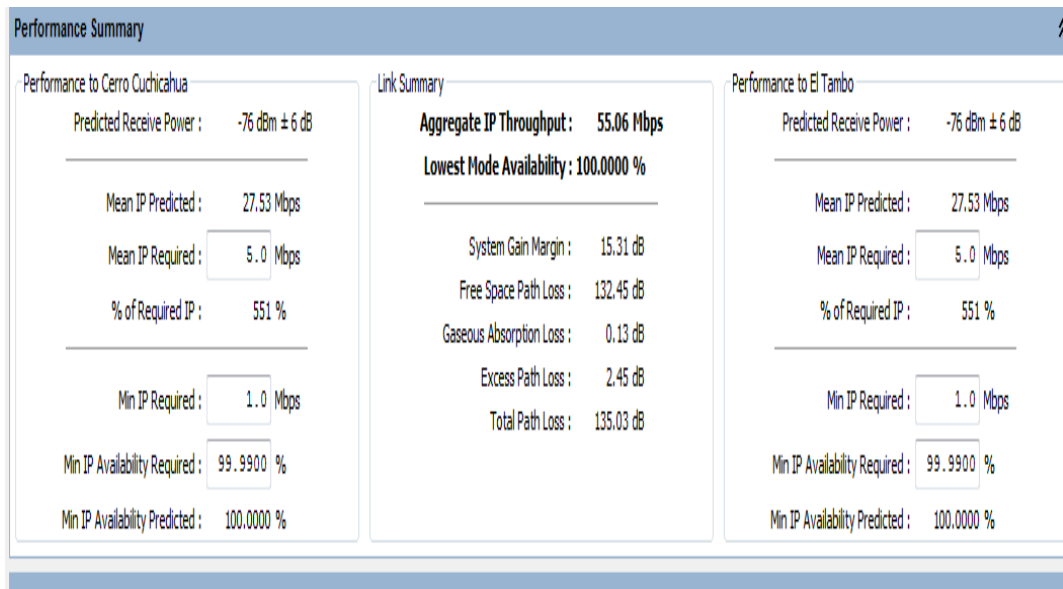 Performance Summary
Performance to Cerro Cuchicahua
Predicted Receive Power : -76 dBm ± 6 dB
Mean IP Predicted : 27.53 Mbps
Mean IP Required : 5.0 Mbps
% of Required IP : 551 %
Min IP Required : 1.0 Mbps
Min IP Availability Required : 99.9900 %
Min IP Availability Predicted : 100.0000 %
Link Summary
Aggregate IP Throughput : 55.06 Mbps
Lowest Mode Availability : 100.0000 %
System Gain Margin : 15.31 dB
Free Space Path Loss : 132.45 dB
Gaseous Absorption Loss : 0.13 dB
Excess Path Loss : 2.45 dB
Total Path Loss : 135.03 dB
Performance to El Tambo
Predicted Receive Power : -76 dBm ± 6 dB
Mean IP Predicted : 27.53 Mbps
Mean IP Required : 5.0 Mbps
% of Required IP : 551 %
Min IP Required : 1.0 Mbps
Min IP Availability Required : 99.9900 %
Min IP Availability Predicted : 100.0000 %